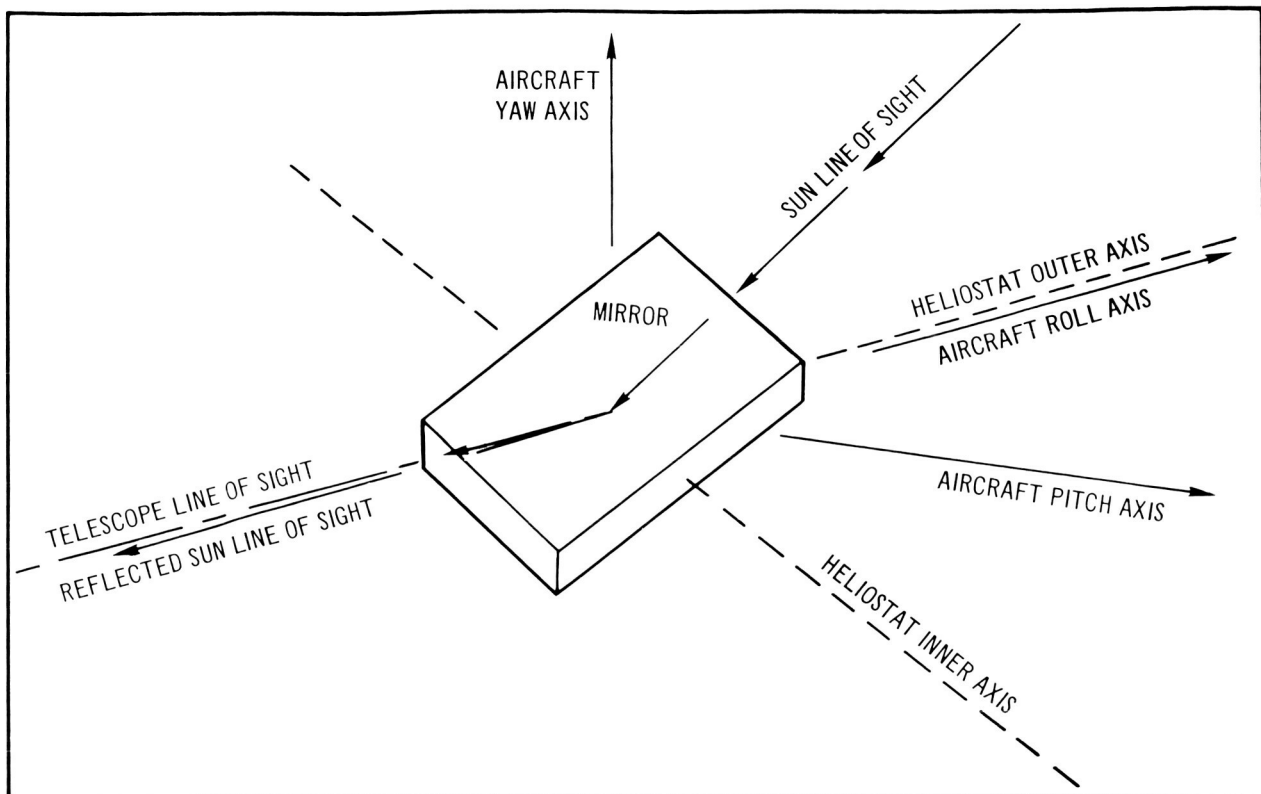 AIRCRAFT
YAW AXIS
SUN LINE OF SIGHT
MIRROR
HELIOSTAT OUTER AXIS
AIRCRAFT ROLL AXIS
TELESCOPE LINE OF SIGHT
REFLECTED SUN LINE OF SIGHT
AIRCRAFT PITCH AXIS
HELIOSTAT INNER AXIS